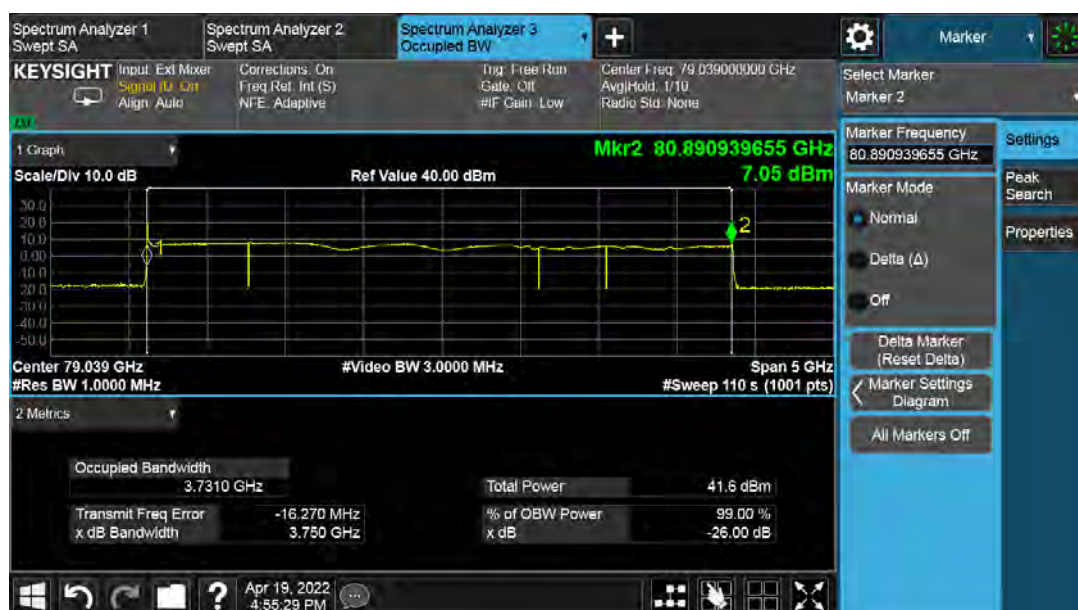 Spectrum Analyzer 1
Swept SA
Spectrum Analyzer 2
Swept SA
Spectrum Analyzer 3
Occupied BW
+
Marker
KEYSIGHT
Input: Ext Mixer
Signal ID: On
Align: Auto
Corrections: On
Freq Ref: Int (S)
NFE: Adaptive
Trig: Free Run
Gate: Off
#IF Gain: Low
Center Freq: 79.039000000 GHz
Avg|Hold: 1/10
Radio Std: None
Select Marker
Marker 2
1 Graph
Mkr2 80.890939655 GHz
7.05 dBm
Scale/Div 10.0 dB
Ref Value 40.00 dBm
30.0
20.0
10.0
0.00
-10.0
-20.0
-30.0
-40.0
-50.0
2
Center 79.039 GHz
#Video BW 3.0000 MHz
Span 5 GHz
#Res BW 1.0000 MHz
#Sweep 110 s (1001 pts)
Marker Frequency
80.890939655 GHz
Settings
Marker Mode
Normal
Delta (Δ)
Off
Peak
Search
Properties
Delta Marker
(Reset Delta)
Marker Settings
Diagram
All Markers Off
2 Metrics
Occupied Bandwidth
3.7310 GHz
Total Power 41.6 dBm
Transmit Freq Error -16.270 MHz
% of OBW Power 99.00 %
x dB Bandwidth 3.750 GHz
x dB -26.00 dB
?
Apr 19, 2022
4:55:29 PM